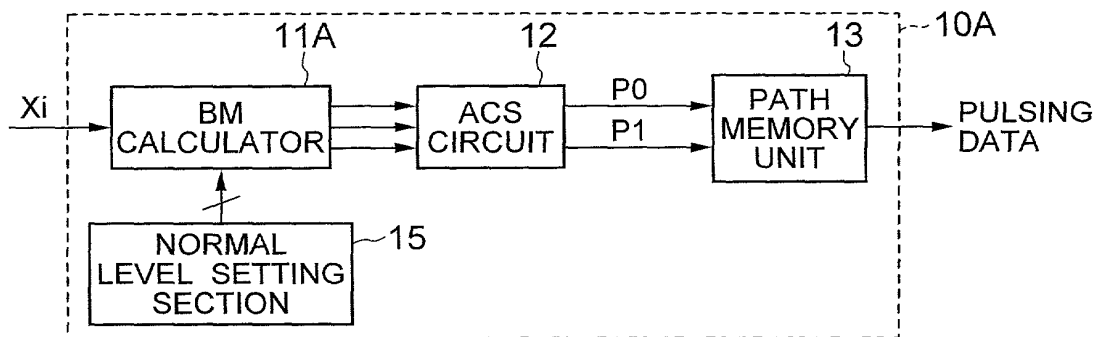 10A
11A
12
13
Xi
BM
CALCULATOR
ACS
CIRCUIT
P0
P1
PATH
MEMORY
UNIT
PULSING
DATA
NORMAL
LEVEL SETTING
SECTION
15